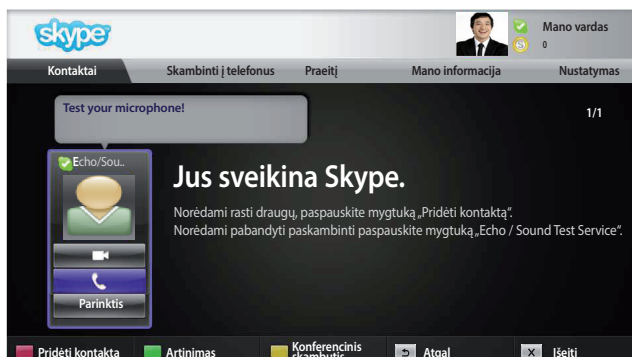 skype
Mano vardas
S 0
Kontaktai Skambinti į telefonus Praeitį Mano informacija Nustatymas
Test your microphone!
1/1
Echo/Sou..
Jus sveikina Skype.
Norėdami rasti draugų, paspauskite mygtuką „Pridėti kontaktą“.
Norėdami pabandyti paskambinti paspauskite mygtuką „Echo / Sound Test Service“.
Parinktis
Pridėti kontaktą Artinimas Konferencinis skambutis Atgal X Išeiti